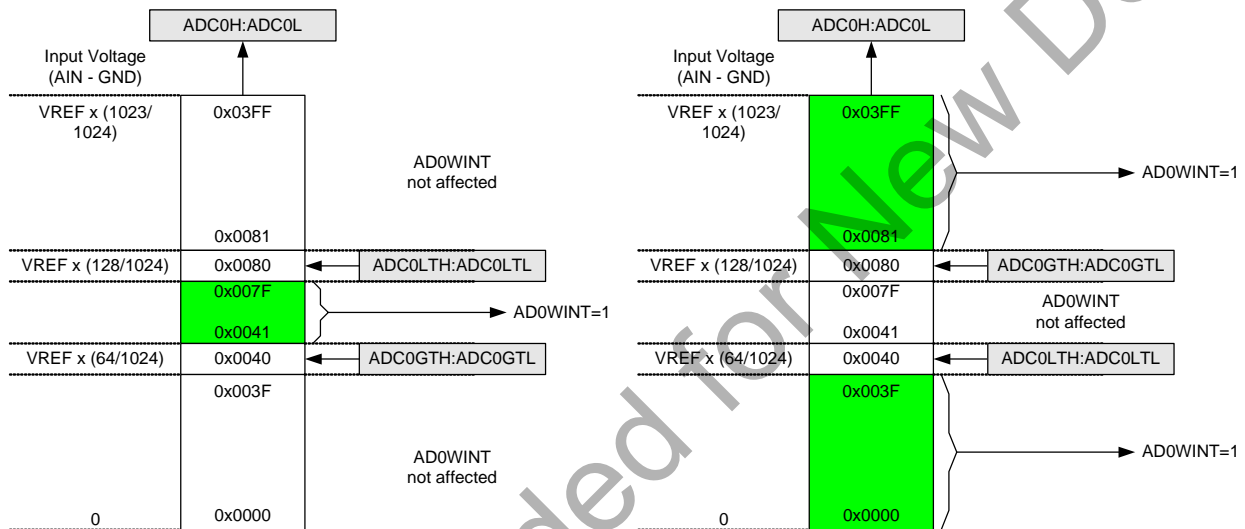 ADC0H:ADC0L
Input Voltage
(AIN - GND)
VREF x (1023/
1024)
0x03FF
AD0WINT
not affected
0x0081
VREF x (128/1024)
0x0080
ADC0LTH:ADC0LTL
0x007F
AD0WINT=1
0x0041
VREF x (64/1024)
0x0040
ADC0GTH:ADC0GTL
0x003F
AD0WINT
not affected
0
0x0000
ADC0H:ADC0L
Input Voltage
(AIN - GND)
VREF x (1023/
1024)
0x03FF
AD0WINT=1
0x0081
VREF x (128/1024)
0x0080
ADC0GTH:ADC0GTL
0x007F
AD0WINT
not affected
0x0041
VREF x (64/1024)
0x0040
ADC0LTH:ADC0LTL
0x003F
AD0WINT=1
0
0x0000
ded for New D